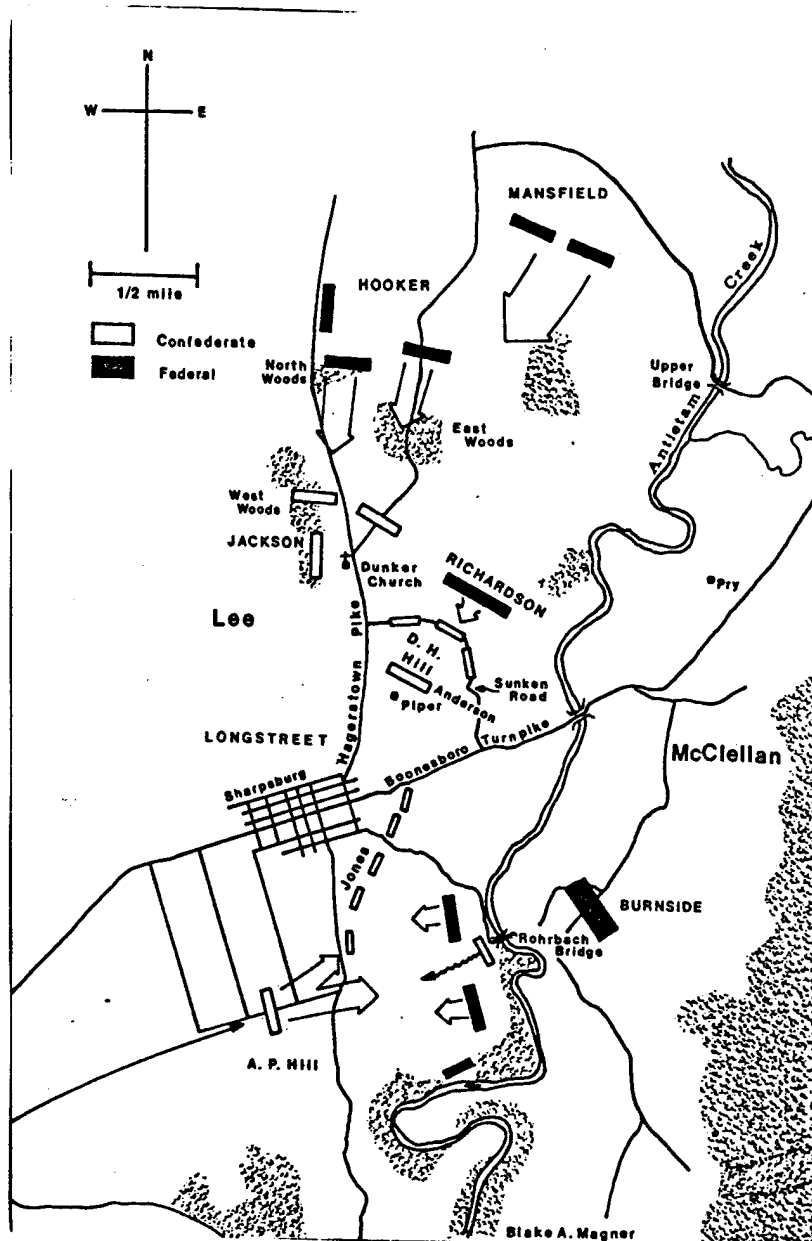 N
W E
1/2 mile
Confederate
Federal
MANSFIELD
HOOKER
Creek
North
Woods
Upper
Bridge
Antietam
East
Woods
West
Woods
JACKSON
Dunker
Church
RICHARDSON
Pry
Lee
Hagerstown Pike
D. H.
Hill
Anderson
Piper
Sunken
Road
LONGSTREET
Sharpsburg
Boonesboro Turnpike
McClellan
Jones
BURNSIDE
Rohrbach
Bridge
A. P. Hill
Blake A. Magner